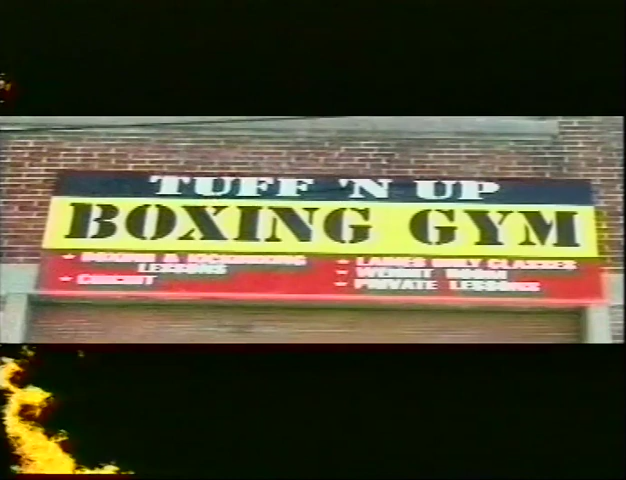 TUFF 'N UP
BOXING GYM
- BOXING & KICKBOXING
LESSONS
- CIRCUIT
- LADIES ONLY CLASSES
- WEIGHT ROOM
- PRIVATE LESSONS